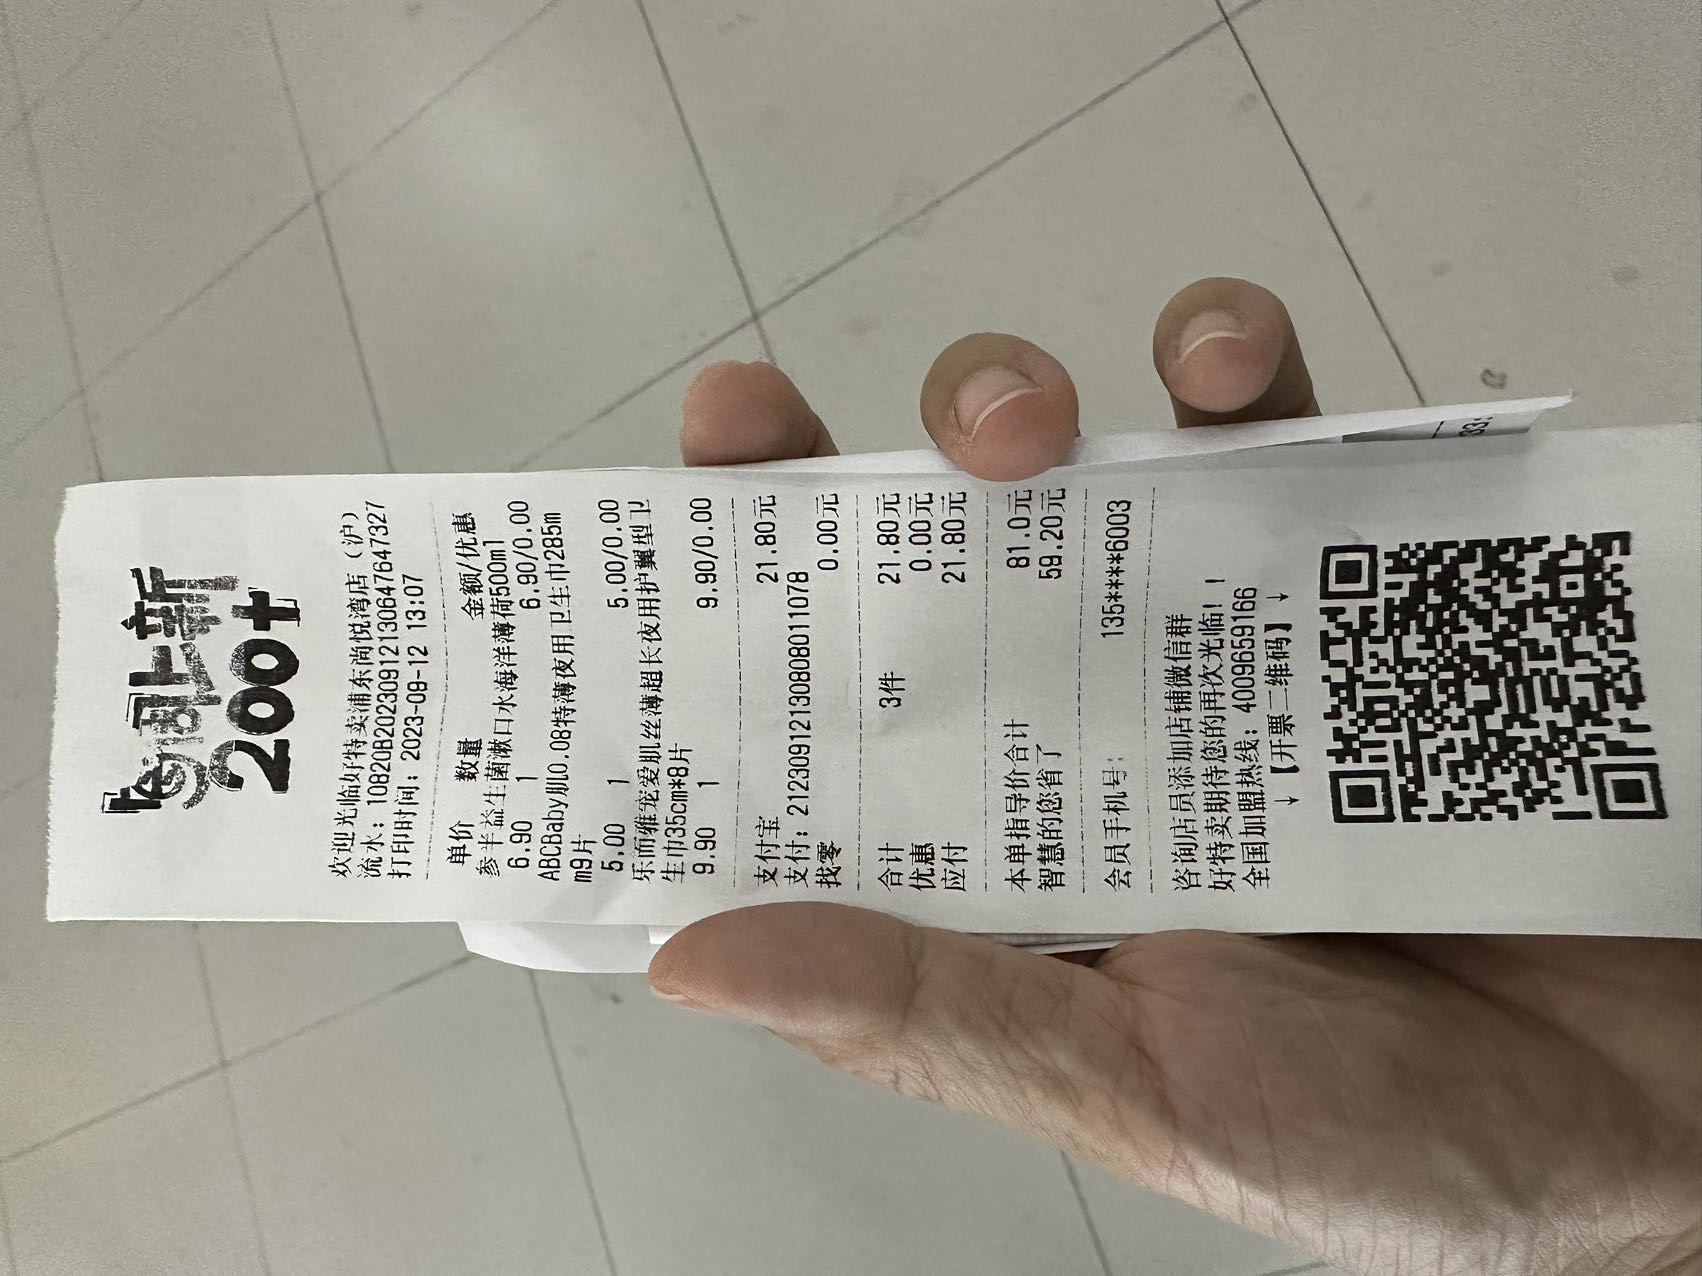 每周上新
200+
欢迎光临好特卖浦东尚悦湾店（沪）
流水：10820B2023091213064764​7327
打印时间：2023-09-12 13:07
单价 数量 金额/优惠
参半益生菌漱口水海洋薄荷500ml
6.90 1 6.90/0.00
ABCBaby肌0.08特薄夜用 卫生巾285m
m9片
5.00 1 5.00/0.00
乐而雅宠爱肌丝薄超长夜用护翼型卫
生巾35cm*8片
9.90 1 9.90/0.00
支付宝 21.80元
支付：2123091213080801​1078
找零 0.00元
合计 3件 21.80元
优惠 0.00元
应付 21.80元
本单指导价合计 81.0元
智慧的您省了 59.20元
会员手机号： 135****6003
咨询店员添加店铺微信群
好特卖期待您的再次光临！！
全国加盟热线：4009659166
↓【开票二维码】↓